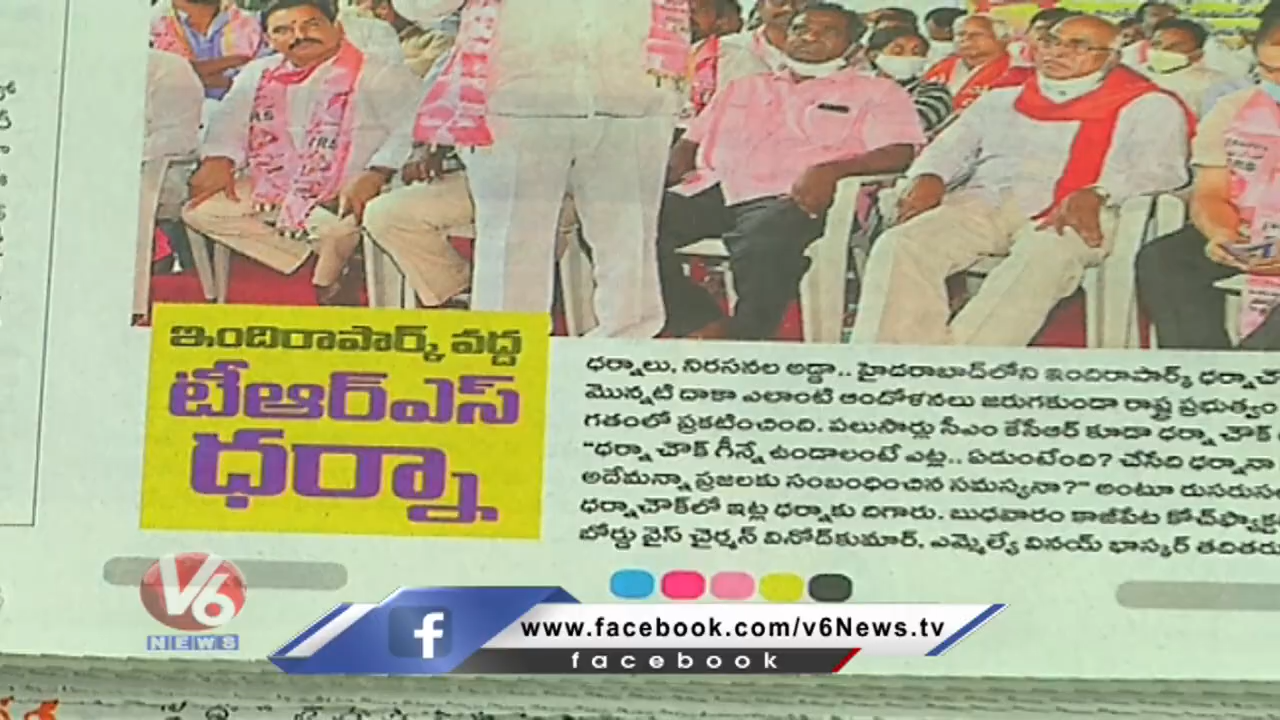 TRS
ఇందిరాపార్క్ వద్ద
టీఆర్ఎస్
ధర్నా
ధర్నాలు, నిరసనల అడ్డా.. హైదరాబాద్‌లోని ఇందిరాపార్క్ ధర్నాచౌ
మొన్నటి దాకా ఎలాంటి ఆందోళనలు జరుగకుండా రాష్ట్ర ప్రభుత్వం
గతంలో ప్రకటించింది. పలుసార్లు సీఎం కేసీఆర్ కూడా ధర్నా చౌక్
"ధర్నా చౌక్ గీన్నే ఉండాలంటే ఎట్ల.. ఏదుంటేంది? చేసేది ధర్నానా
అదేమన్నా ప్రజలకు సంబంధించిన సమస్యనా?" అంటూ రుసరుస
ధర్నాచౌక్‌లో ఇట్ల ధర్నాకు దిగారు. బుధవారం కాజీపేట కోచ్‌ఫ్యాక్ట
బోర్డు వైస్ చైర్మన్ వినోద్‌కుమార్, ఎమ్మెల్యే వినయ్ భాస్కర్ తదితరు
V6
NEWS
f
www.facebook.com/v6News.tv
facebook